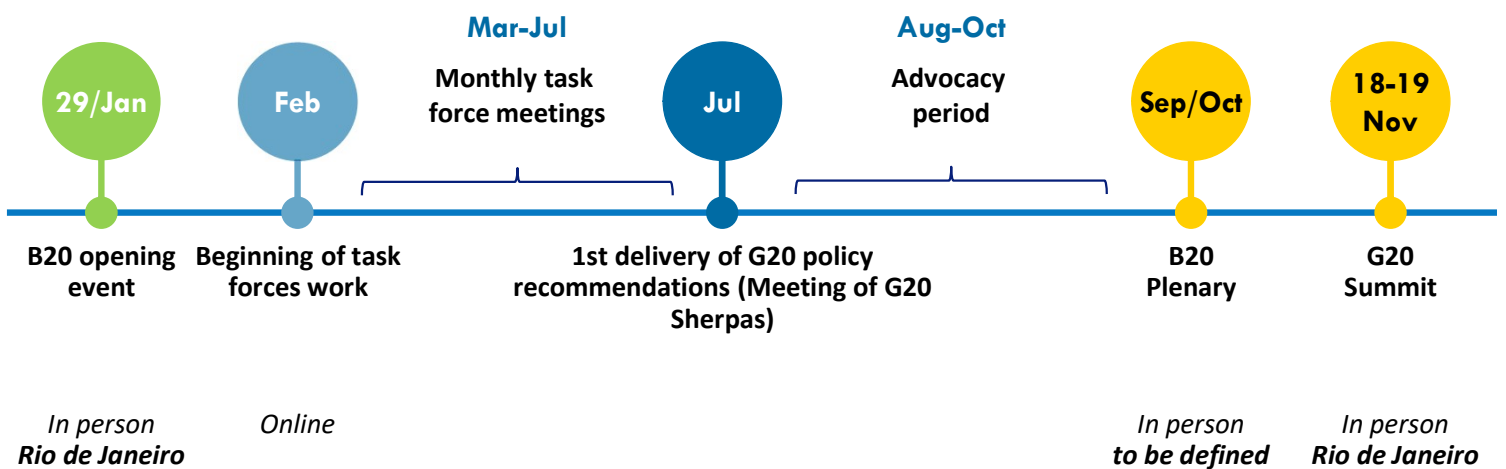 29/Jan
Feb
Mar-Jul
Monthly task
force meetings
Jul
Aug-Oct
Advocacy
period
Sep/Oct
18-19
Nov
B20 opening
event
Beginning of task
forces work
1st delivery of G20 policy
recommendations (Meeting of G20
Sherpas)
B20
Plenary
G20
Summit
In person
Rio de Janeiro
Online
In person
to be defined
In person
Rio de Janeiro